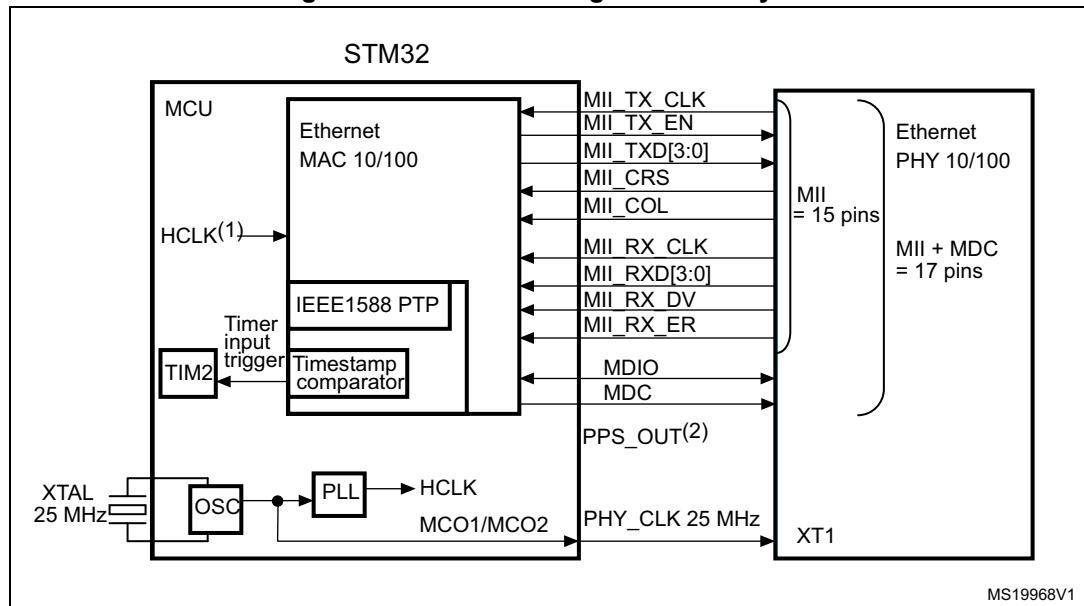 STM32
MCU
Ethernet
MAC 10/100
HCLK(1)
IEEE1588 PTP
Timer
input
trigger
TIM2
Timestamp
comparator
XTAL
25 MHz
OSC
PLL
HCLK
MCO1/MCO2
MII_TX_CLK
MII_TX_EN
MII_TXD[3:0]
MII_CRS
MII_COL
MII_RX_CLK
MII_RXD[3:0]
MII_RX_DV
MII_RX_ER
MDIO
MDC
PPS_OUT(2)
PHY_CLK 25 MHz
MII
= 15 pins
Ethernet
PHY 10/100
MII + MDC
= 17 pins
XT1
MS19968V1